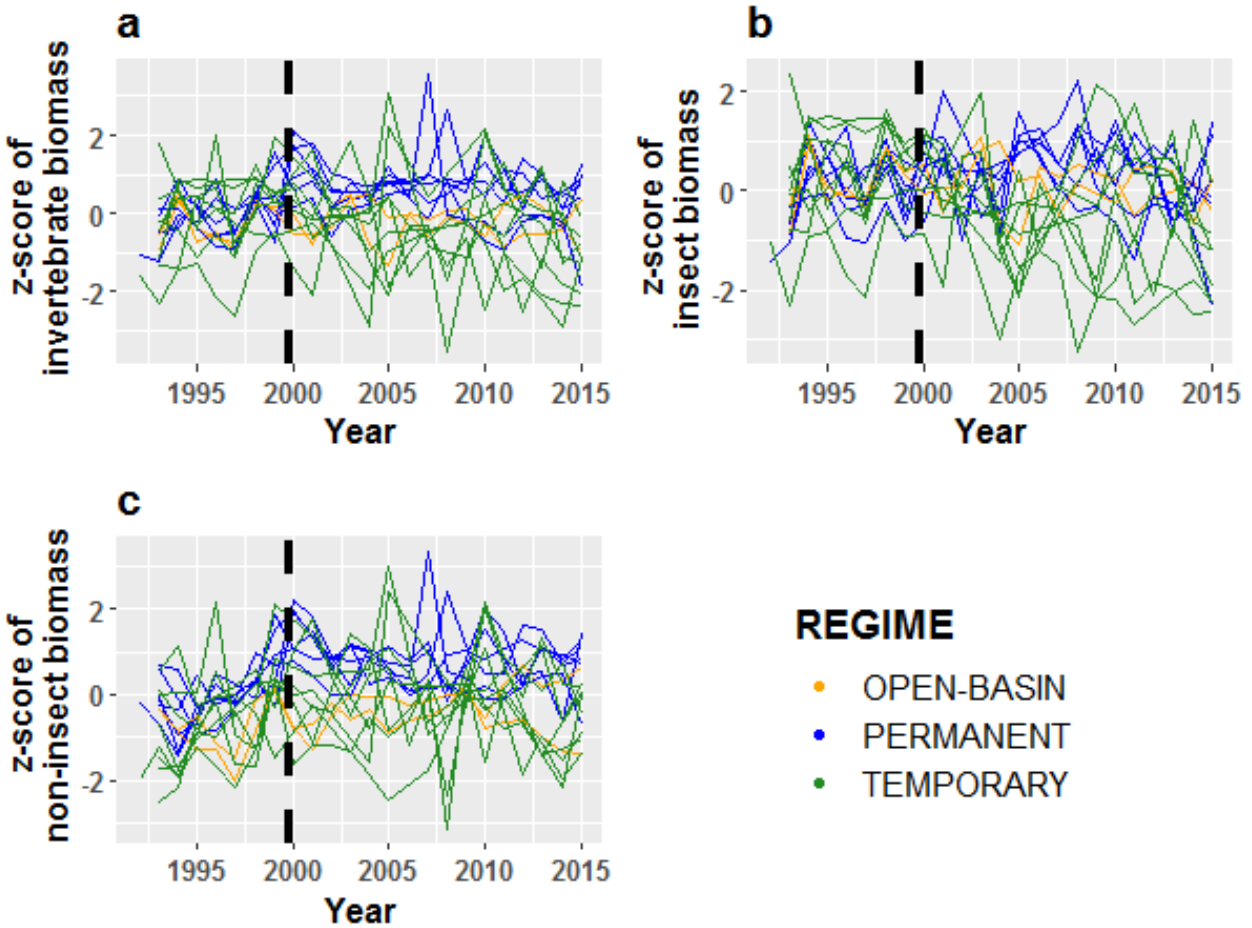 a
z-score of
invertebrate biomass
2
0
-2
1995 2000 2005 2010 2015
Year
b
z-score of
insect biomass
2
0
-2
1995 2000 2005 2010 2015
Year
c
z-score of
non-insect biomass
2
0
-2
1995 2000 2005 2010 2015
Year
REGIME
OPEN-BASIN
PERMANENT
TEMPORARY